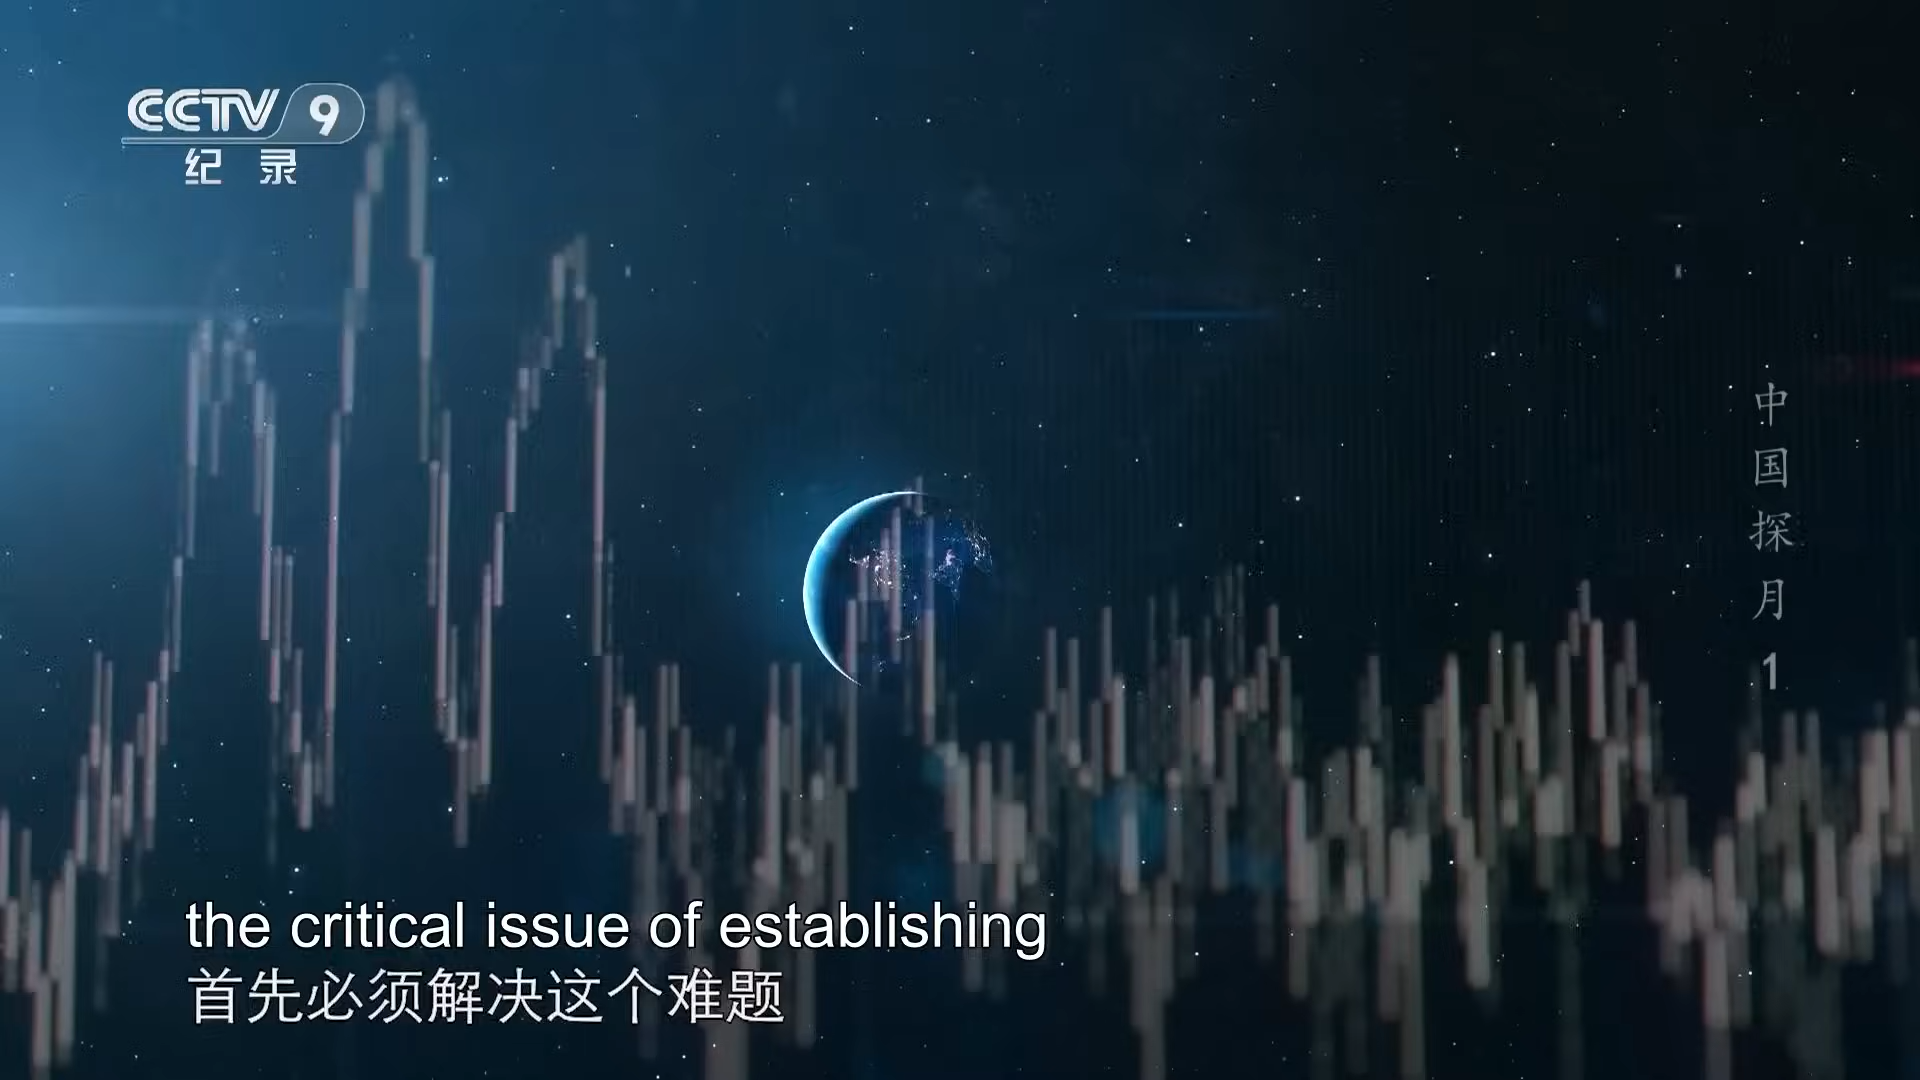 CCTV 9
纪录
中国探月 1
the critical issue of establishing
首先必须解决这个难题